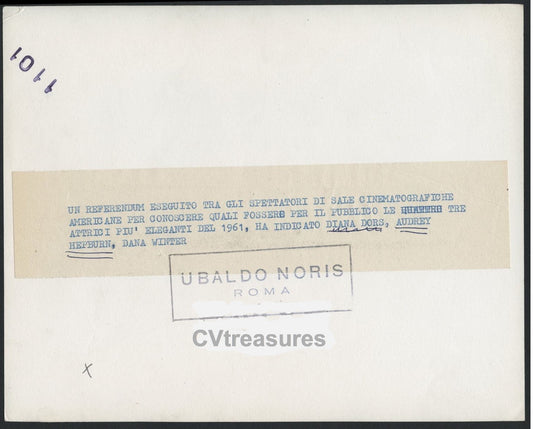 1101
UN REFERENDUM ESEGUITO TRA GLI SPETTATORI DI SALE CINEMATOGRAFICHE
AMERICANE PER CONOSCERE QUALI FOSSERO PER IL PUBBLICO LE QUATTRO TRE
ATTRICI PIU' ELEGANTI DEL 1961, HA INDICATO DIANA DORS, AUDREY
HEPBURN, DANA WINTER
UBALDO NORIS
ROMA
CVtreasures
X